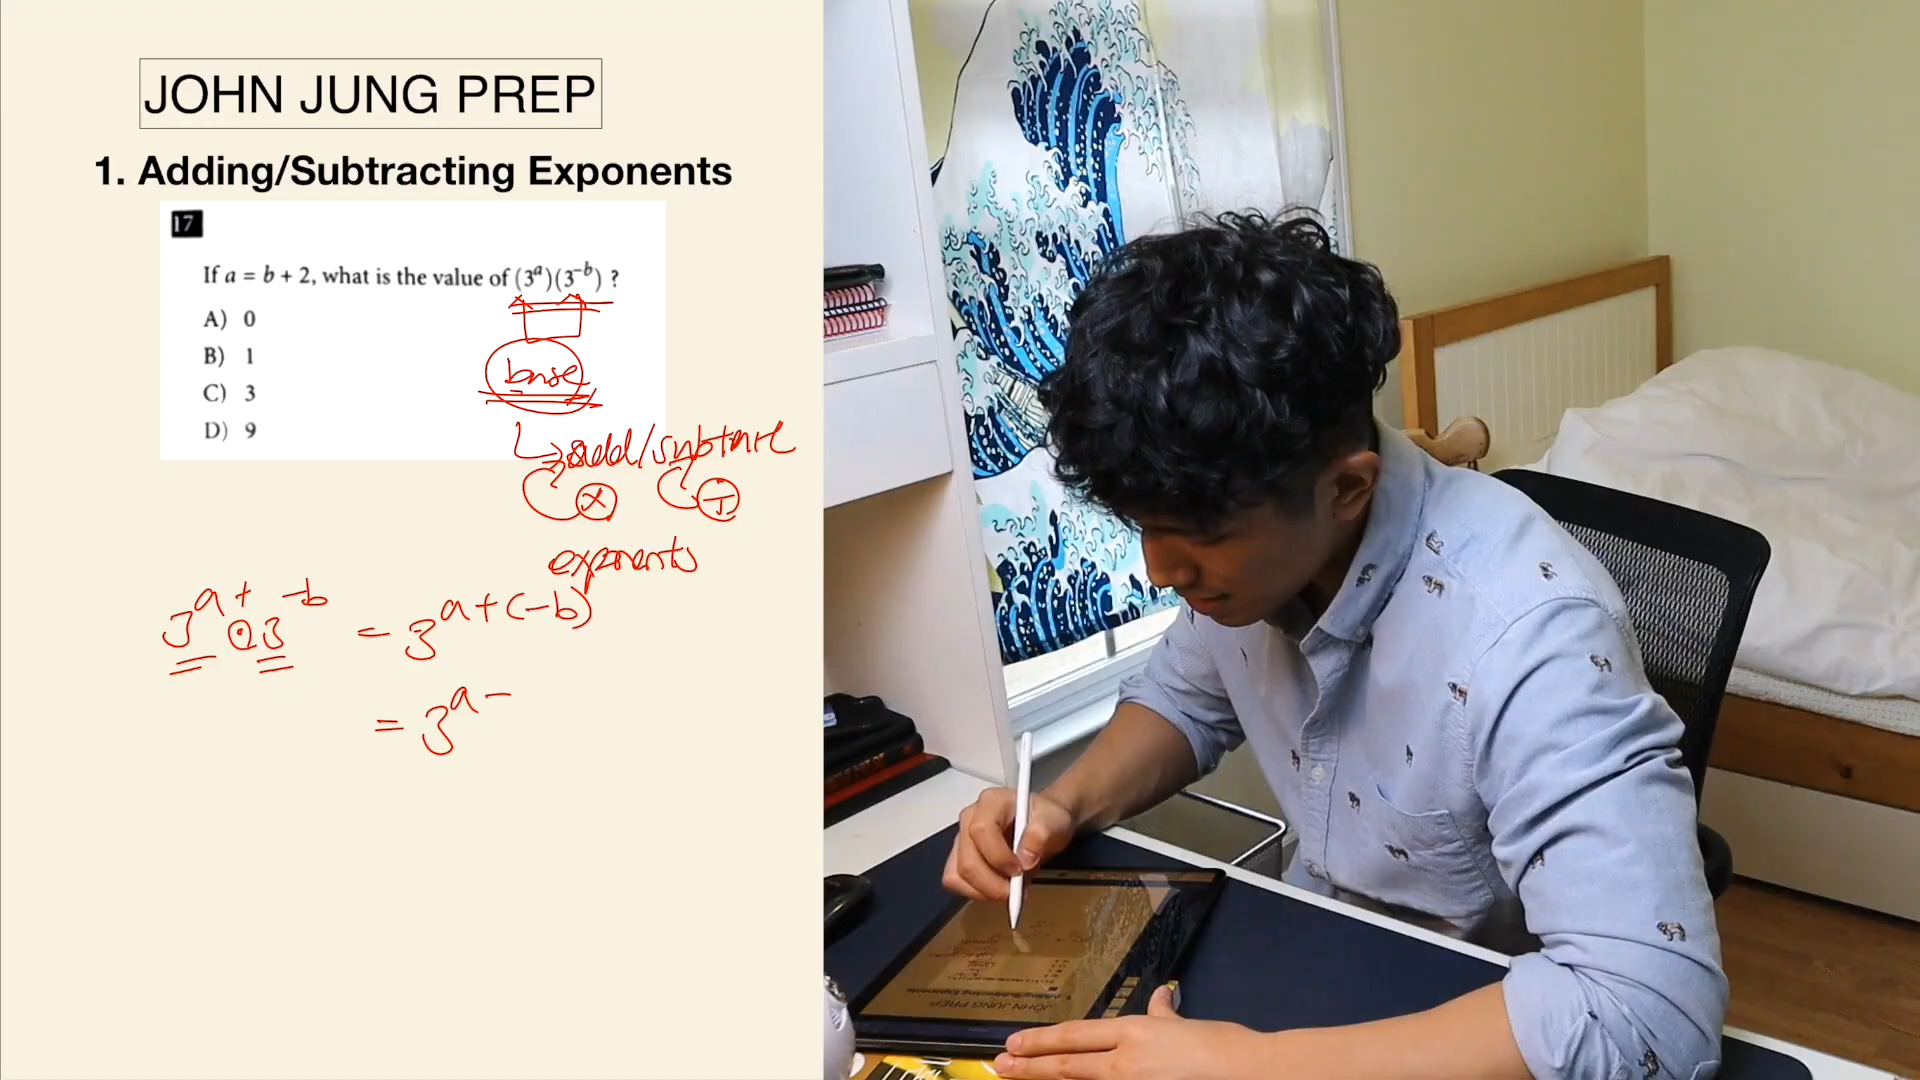 JOHN JUNG PREP
1. Adding/Subtracting Exponents
17
If a = b + 2, what is the value of (3ᵃ)(3⁻ᵇ) ?
A) 0
B) 1
C) 3
D) 9
base
↳ add/subtract
× ÷
exponents
3^a + · 3^-b = 3^a+(-b)
= 3^a -